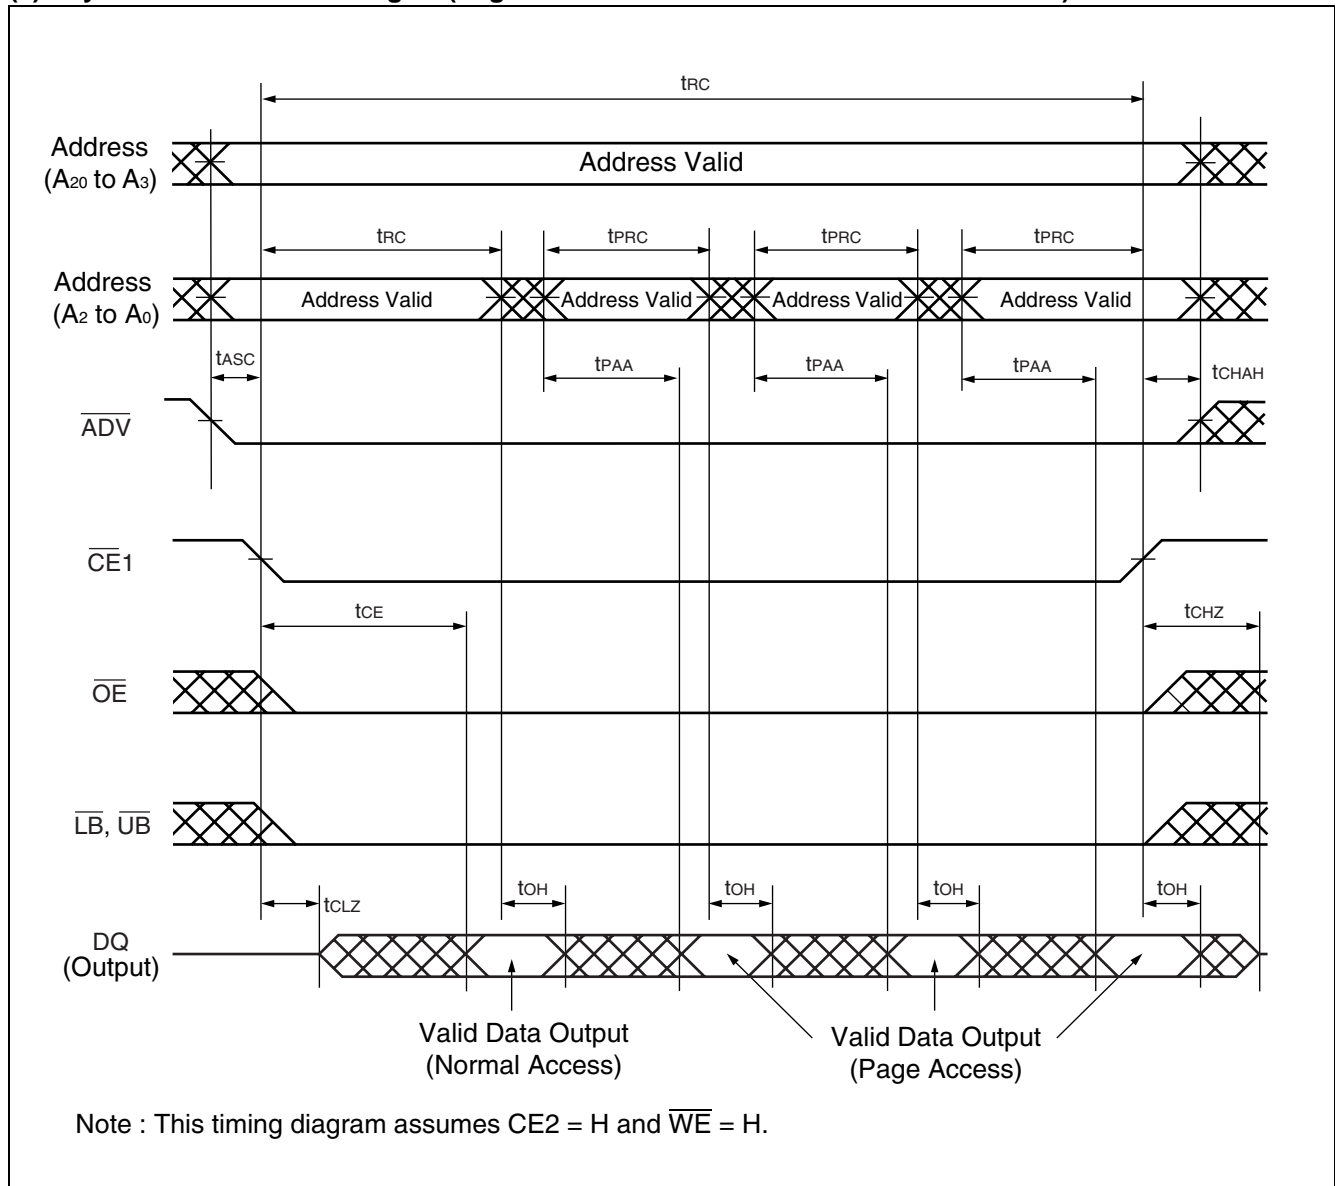 tRC
Address
(A20 to A3)
Address Valid
tRC tPRC tPRC tPRC
Address
(A2 to A0)
Address Valid Address Valid Address Valid Address Valid
tASC tPAA tPAA tPAA tCHAH
ADV
CE1
tCE tCHZ
OE
LB, UB
tCLZ tOH tOH tOH tOH
DQ
(Output)
Valid Data Output
(Normal Access)
Valid Data Output
(Page Access)
Note : This timing diagram assumes CE2 = H and WE = H.